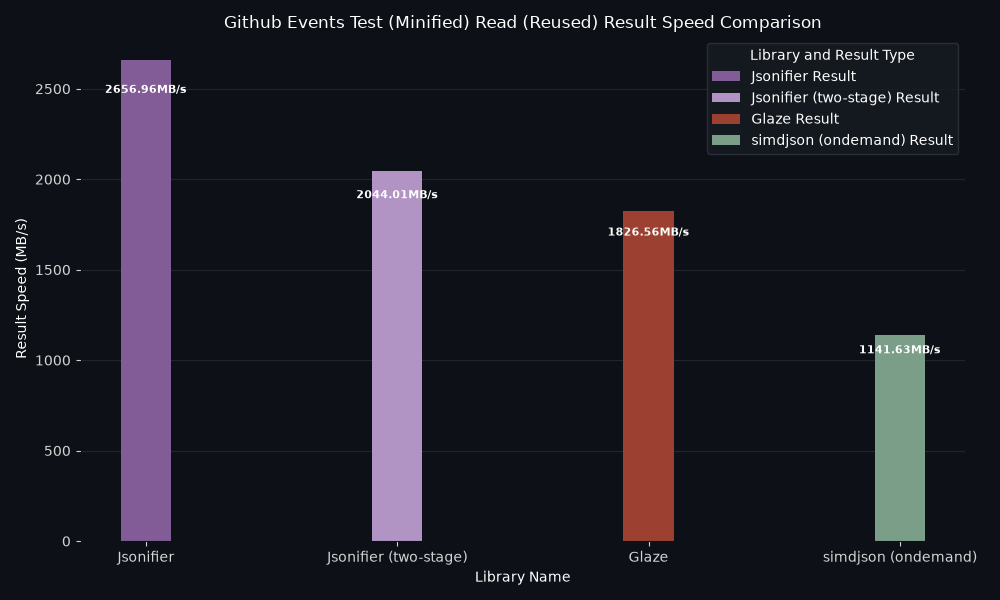 Github Events Test (Minified) Read (Reused) Result Speed Comparison
Library and Result Type
Jsonifier Result
Jsonifier (two-stage) Result
Glaze Result
simdjson (ondemand) Result
Result Speed (MB/s)
2500
2000
1500
1000
500
0
2656.96MB/s
2044.01MB/s
1826.56MB/s
1141.63MB/s
Jsonifier
Jsonifier (two-stage)
Glaze
simdjson (ondemand)
Library Name